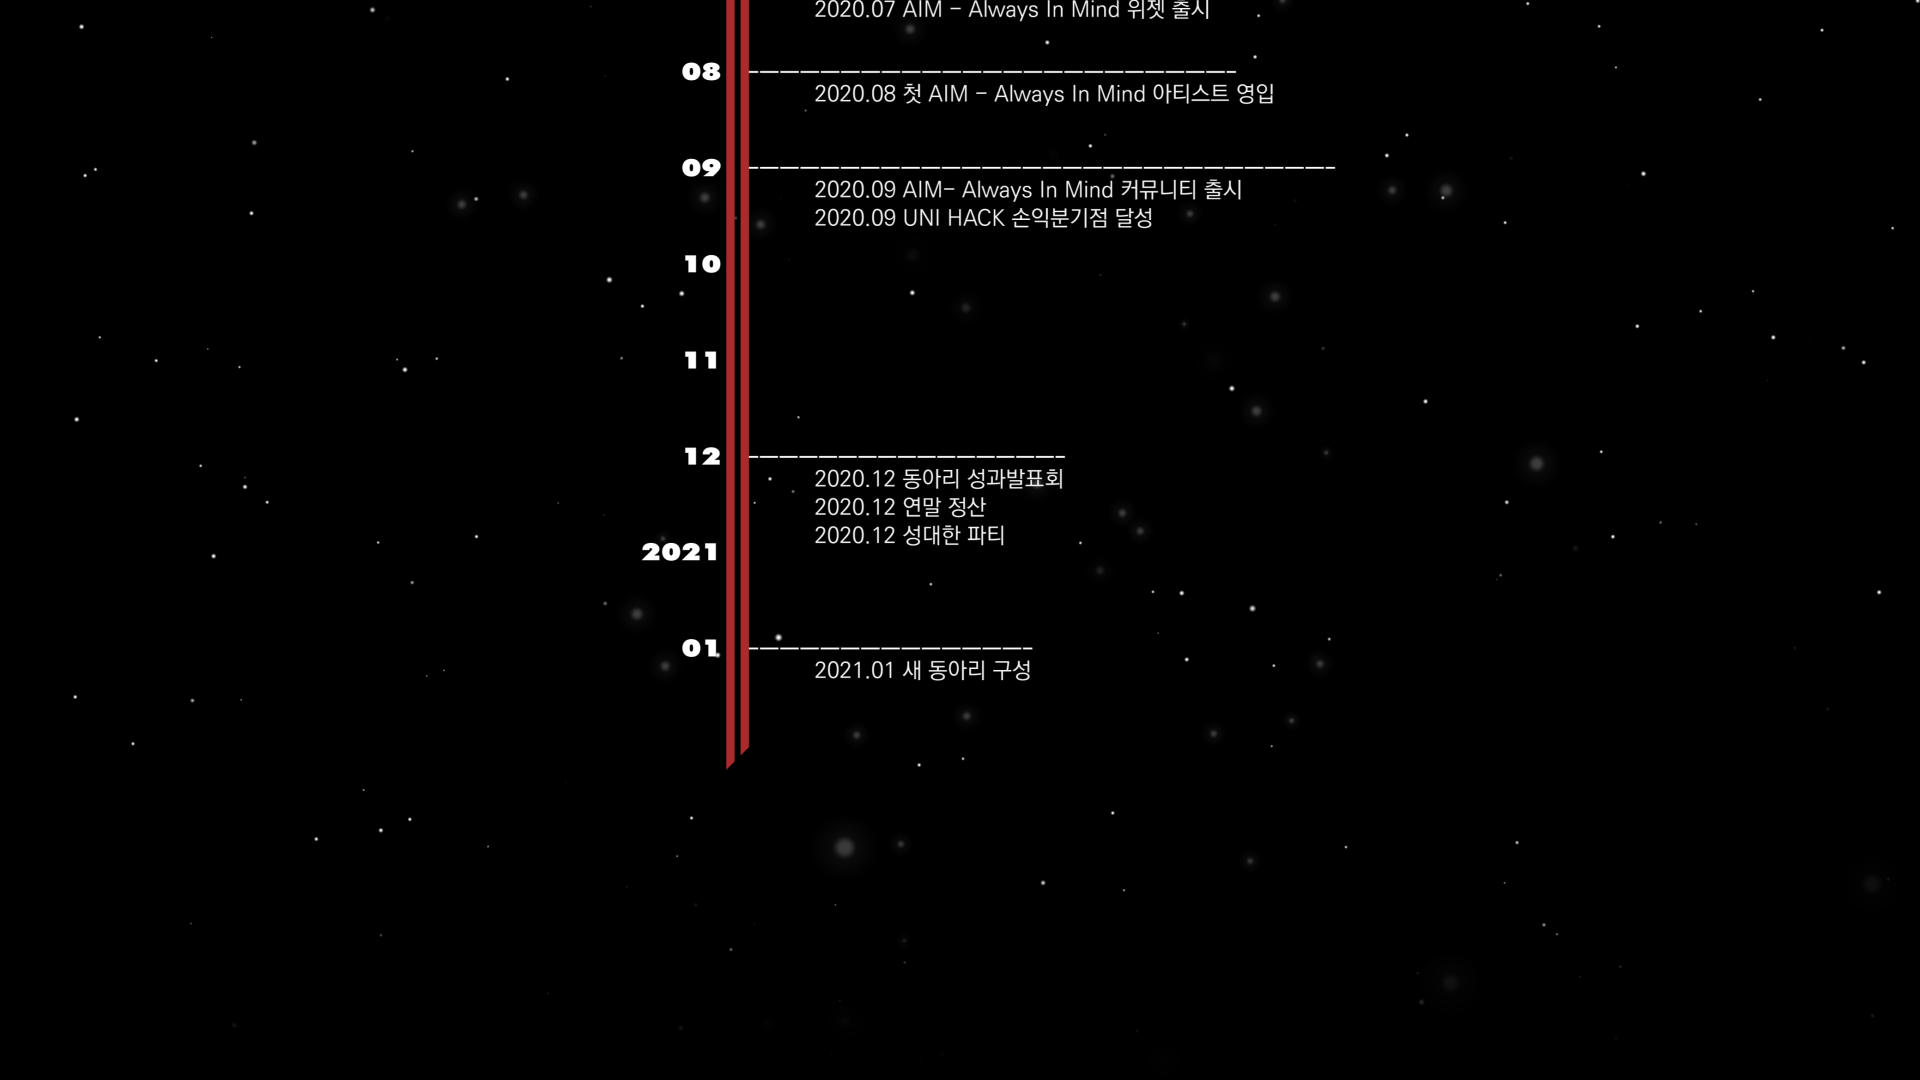 2020.07 AIM - Always In Mind 위젯 출시
08
2020.08 첫 AIM - Always In Mind 아티스트 영입
09
2020.09 AIM- Always In Mind 커뮤니티 출시
2020.09 UNI HACK 손익분기점 달성
10
11
12
2020.12 동아리 성과발표회
2020.12 연말 정산
2020.12 성대한 파티
2021
01
2021.01 새 동아리 구성